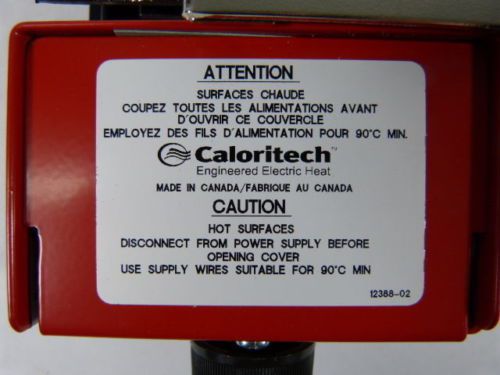 ATTENTION
SURFACES CHAUDE
COUPEZ TOUTES LES ALIMENTATIONS AVANT
D'OUVRIR CE COUVERCLE
EMPLOYEZ DES FILS D'ALIMENTATION POUR 90°C MIN.
Caloritech™
Engineered Electric Heat
MADE IN CANADA/FABRIQUE AU CANADA
CAUTION
HOT SURFACES
DISCONNECT FROM POWER SUPPLY BEFORE
OPENING COVER
USE SUPPLY WIRES SUITABLE FOR 90°C MIN
12388-02